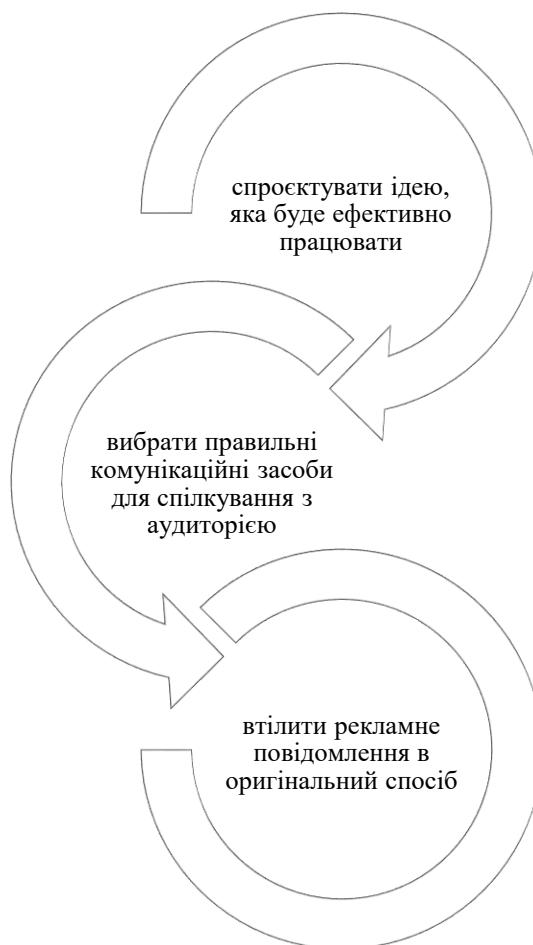 спроєктувати ідею,
яка буде ефективно
працювати
вибрати правильні
комунікаційні засоби
для спілкування з
аудиторією
втілити рекламне
повідомлення в
оригінальний спосіб